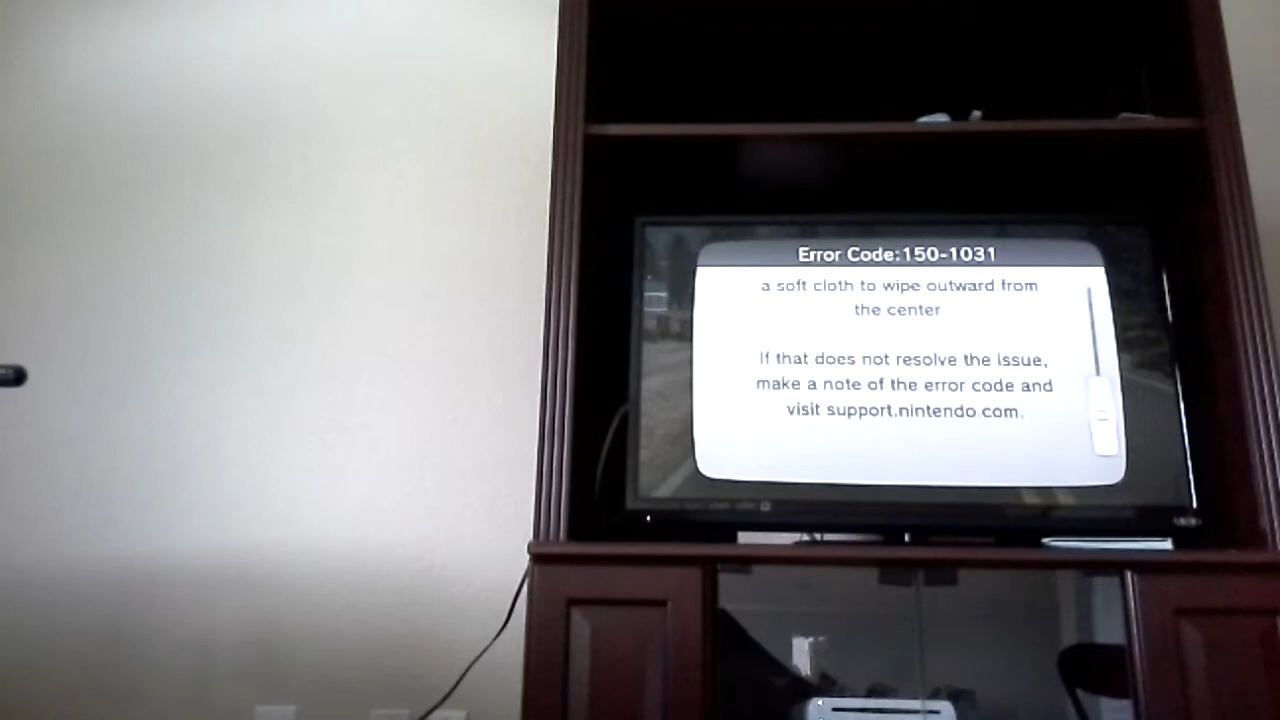 Error Code:150-1031
a soft cloth to wipe outward from
the center
If that does not resolve the issue,
make a note of the error code and
visit support.nintendo.com.